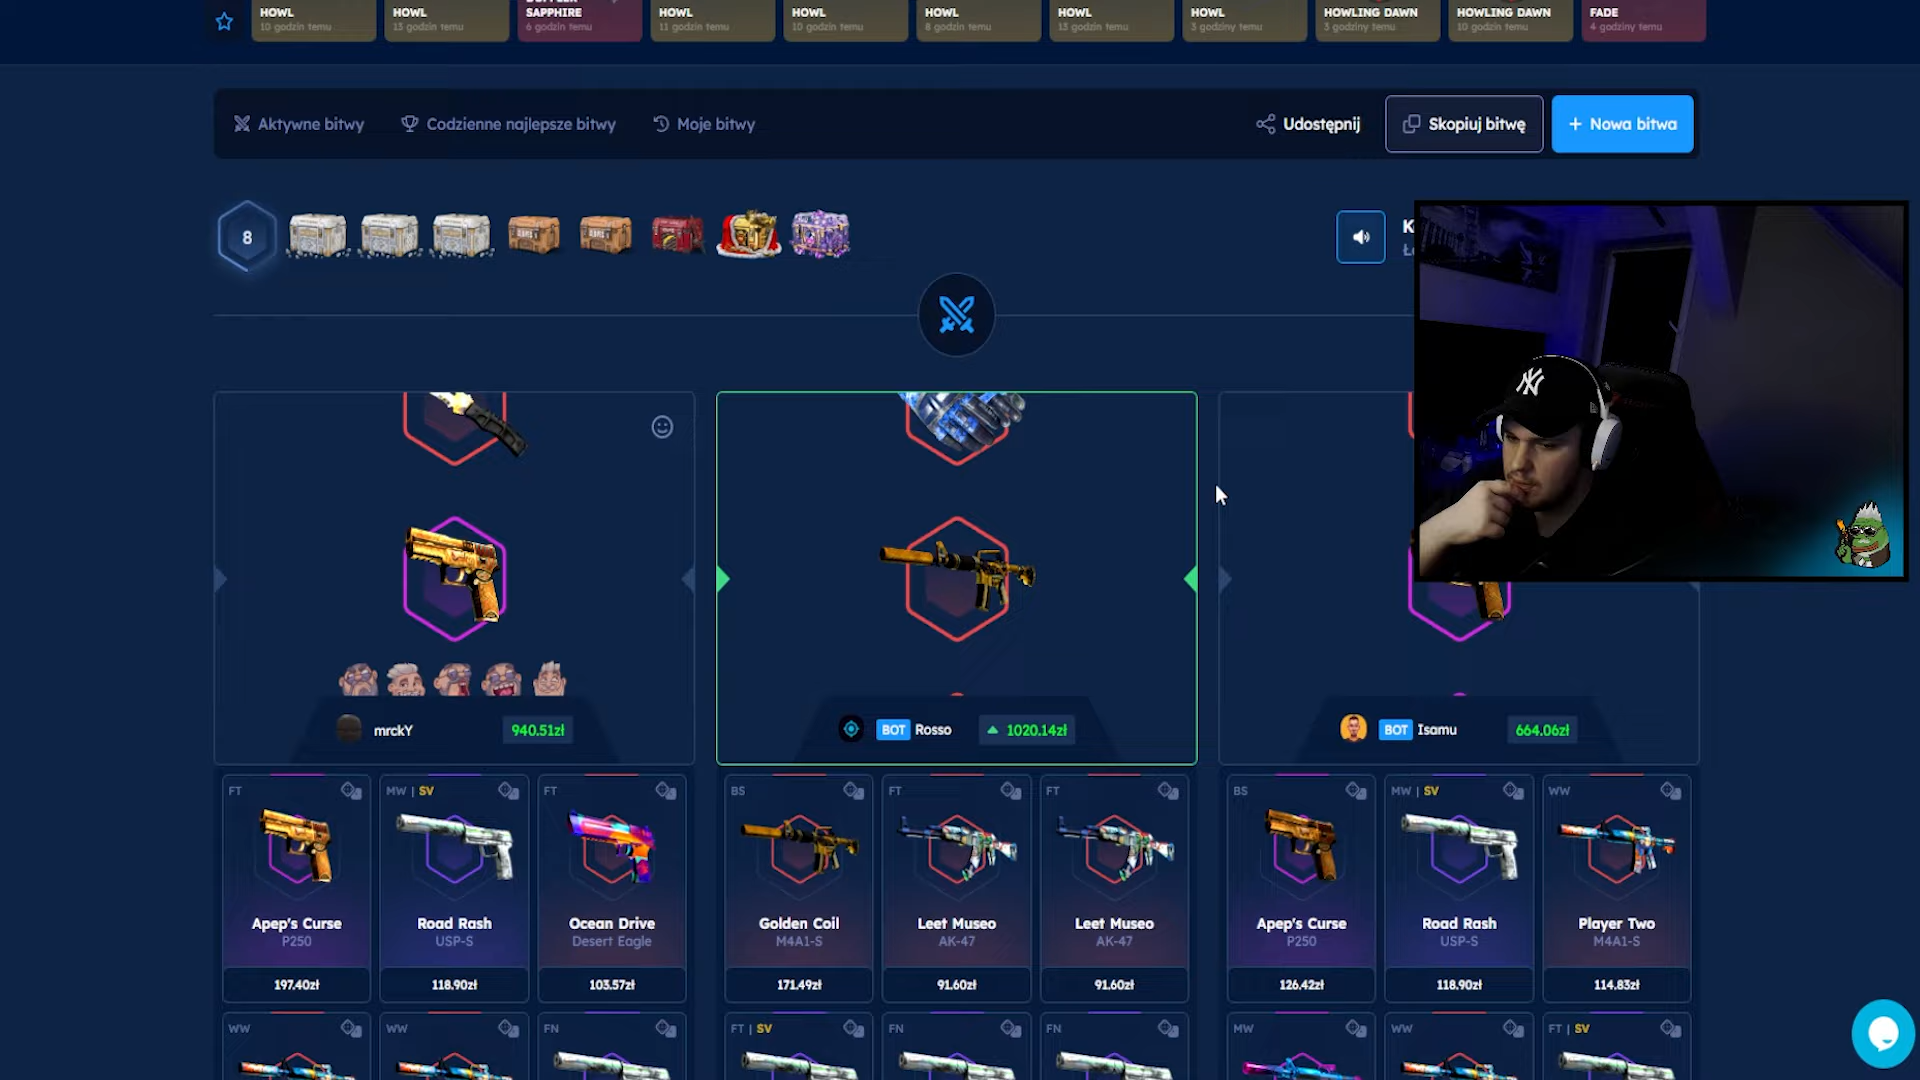 HOWL
10 godzin temu
HOWL
13 godzin temu
SAPPHIRE
6 godzin temu
HOWL
11 godzin temu
HOWL
10 godzin temu
HOWL
8 godzin temu
HOWL
13 godzin temu
HOWL
3 godziny temu
HOWLING DAWN
3 godziny temu
HOWLING DAWN
10 godzin temu
FADE
4 godziny temu
Aktywne bitwy
Codzienne najlepsze bitwy
Moje bitwy
Udostępnij
Skopiuj bitwę
+ Nowa bitwa
8
NY
mrckY
940.51zł
BOT Rosso
1020.14zł
BOT Isamu
664.06zł
FT
Apep's Curse
P250
197.40zł
MW | SV
Road Rash
USP-S
118.90zł
FT
Ocean Drive
Desert Eagle
103.57zł
BS
Golden Coil
M4A1-S
171.49zł
FT
Leet Museo
AK-47
91.60zł
FT
Leet Museo
AK-47
91.60zł
BS
Apep's Curse
P250
126.42zł
MW | SV
Road Rash
USP-S
118.90zł
WW
Player Two
M4A1-S
114.83zł
WW
WW
FN
FT | SV
FN
FN
MW
WW
FT | SV